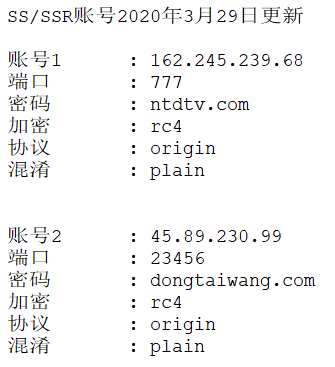 SS/SSR账号2020年3月29日更新
账号1 : 162.245.239.68
端口 : 777
密码 : ntdtv.com
加密 : rc4
协议 : origin
混淆 : plain
账号2 : 45.89.230.99
端口 : 23456
密码 : dongtaiwang.com
加密 : rc4
协议 : origin
混淆 : plain